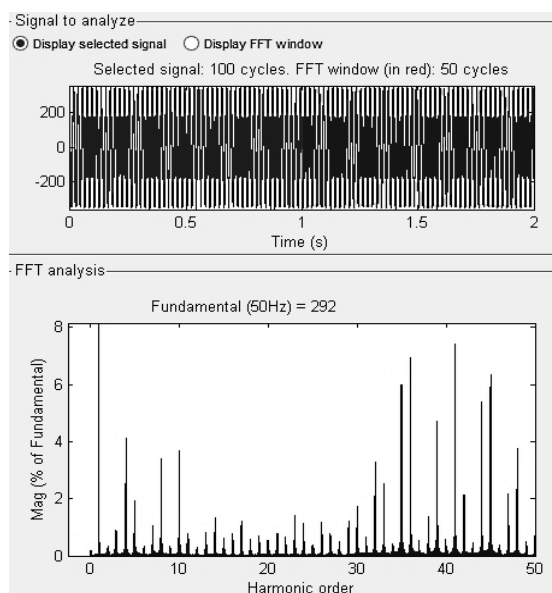 Signal to analyze
Display selected signal Display FFT window
Selected signal: 100 cycles. FFT window (in red): 50 cycles
200
0
-200
0 0.5 1 1.5 2
Time (s)
FFT analysis
Fundamental (50Hz) = 292
8
6
4
2
0
Mag (% of Fundamental)
0 10 20 30 40 50
Harmonic order